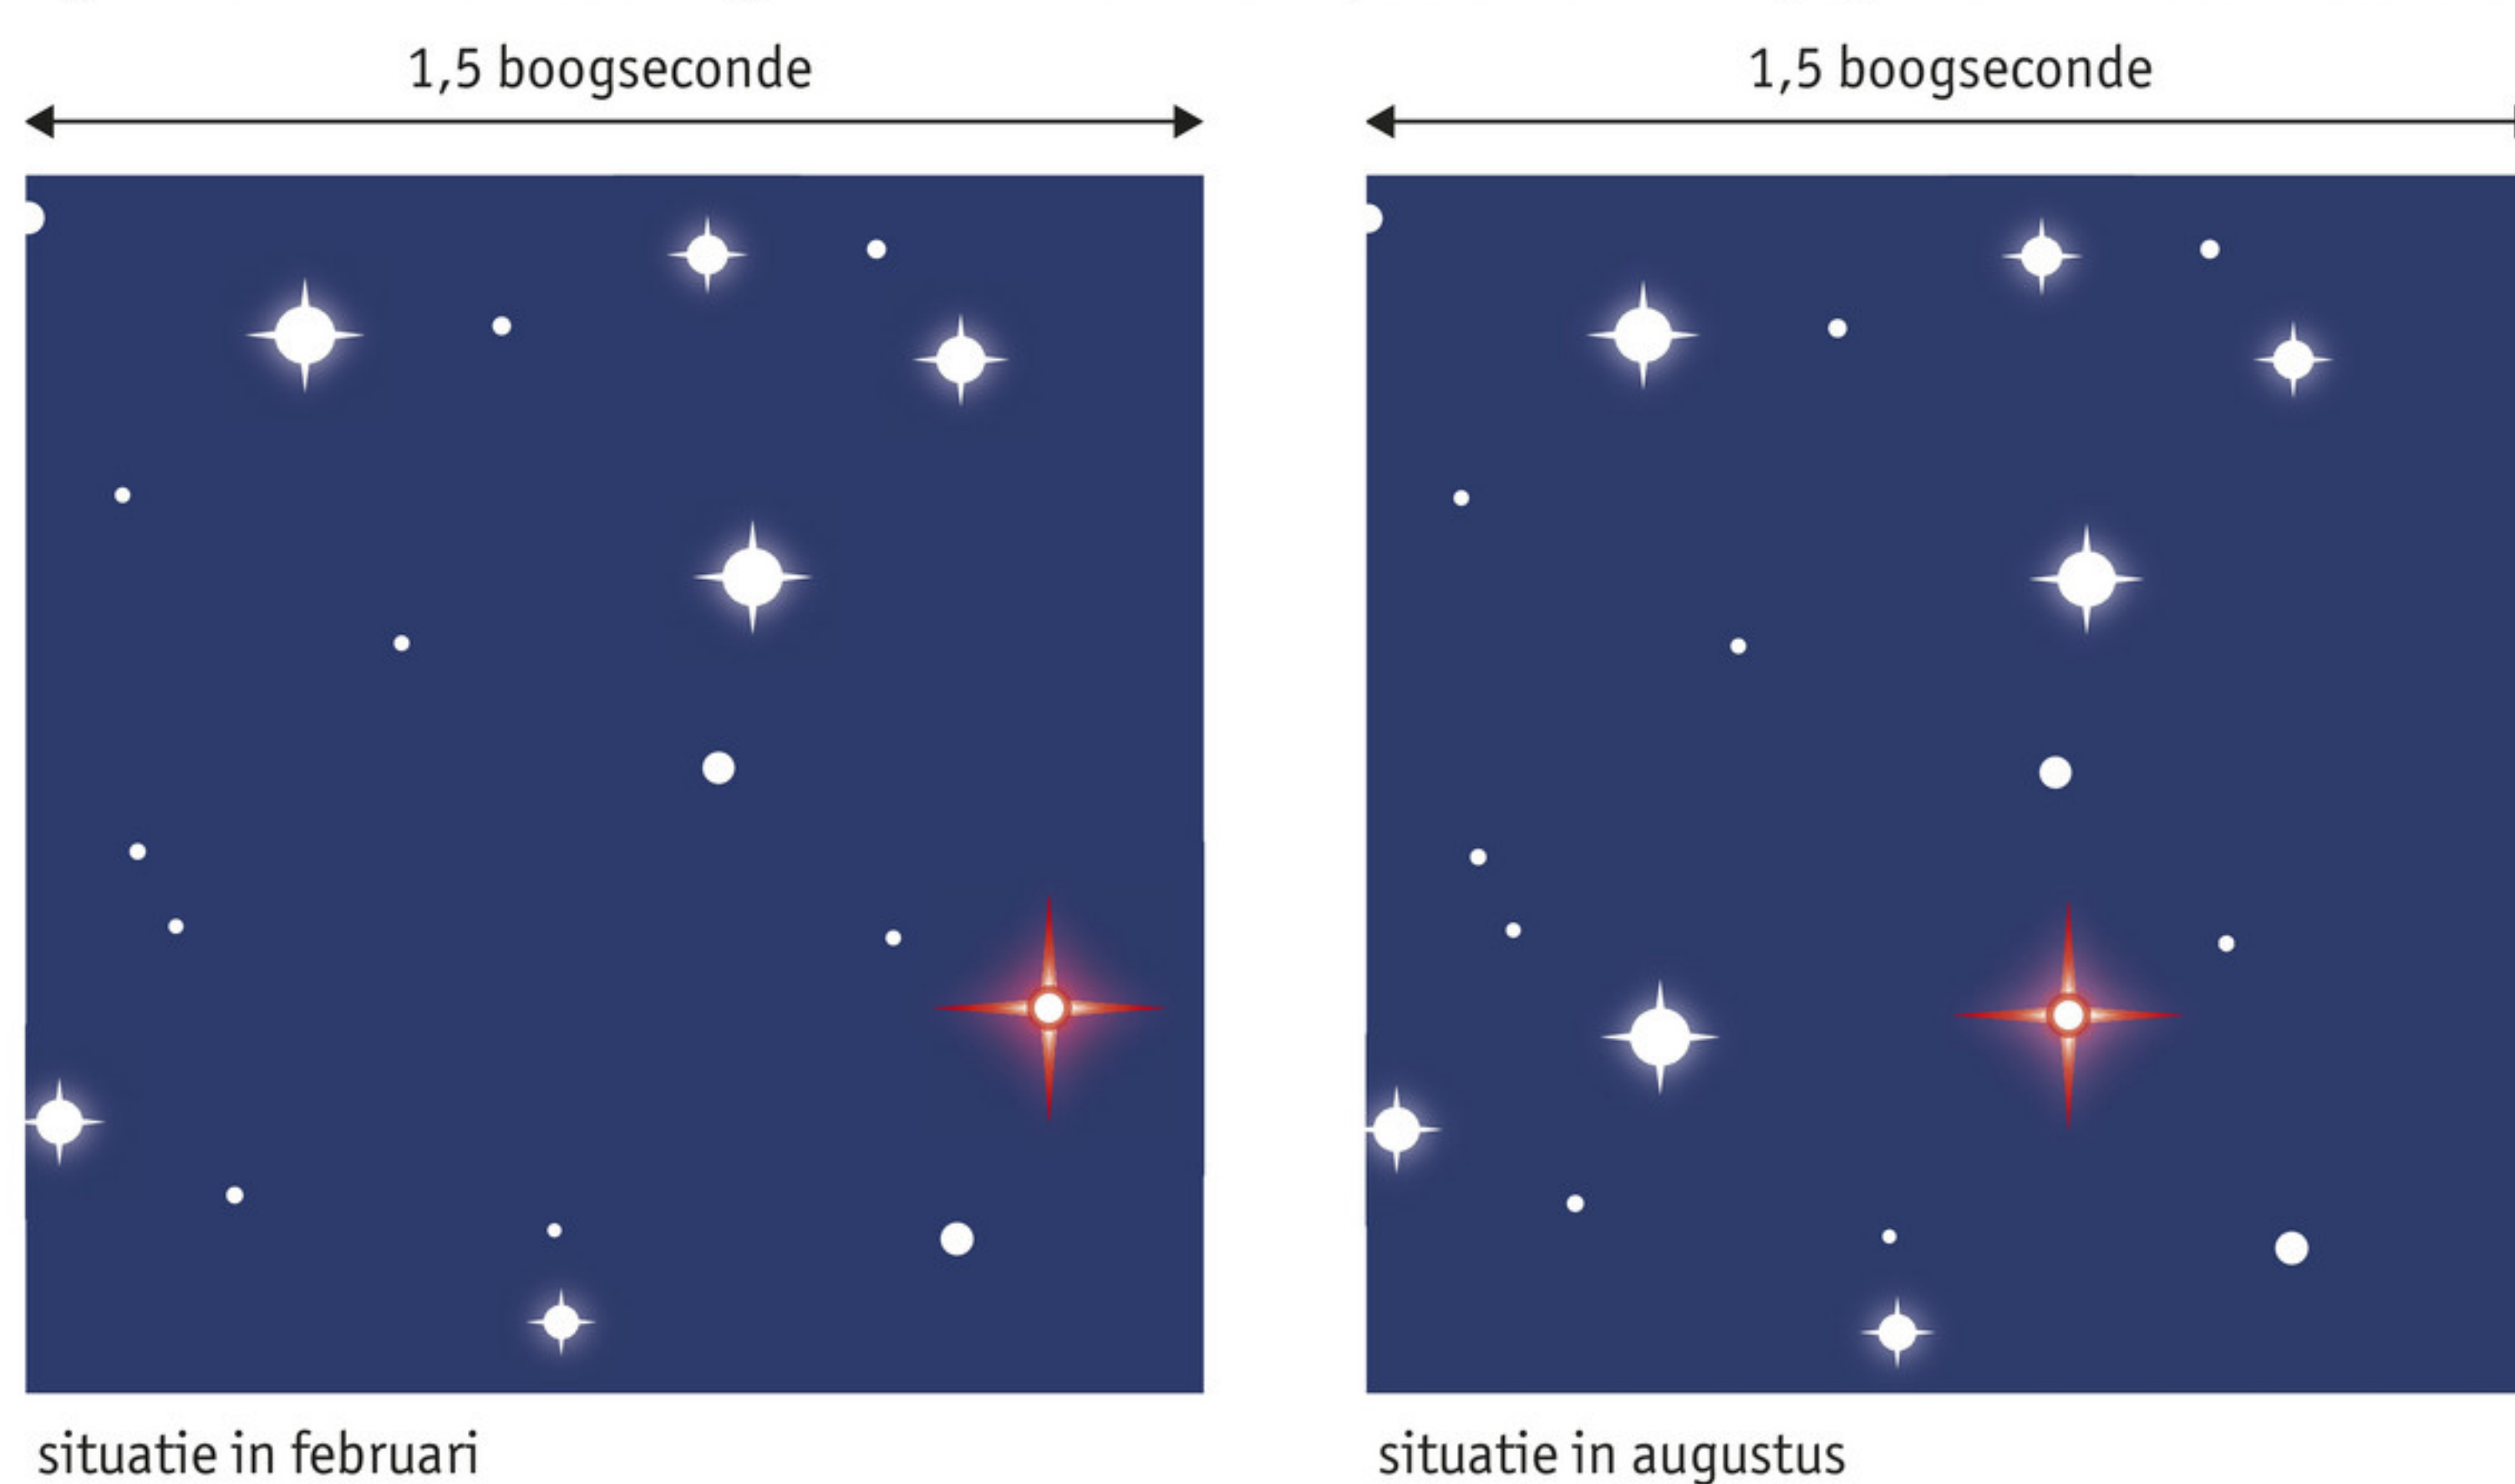 1,5 boogseconde
1,5 boogseconde
situatie in februari
situatie in augustus